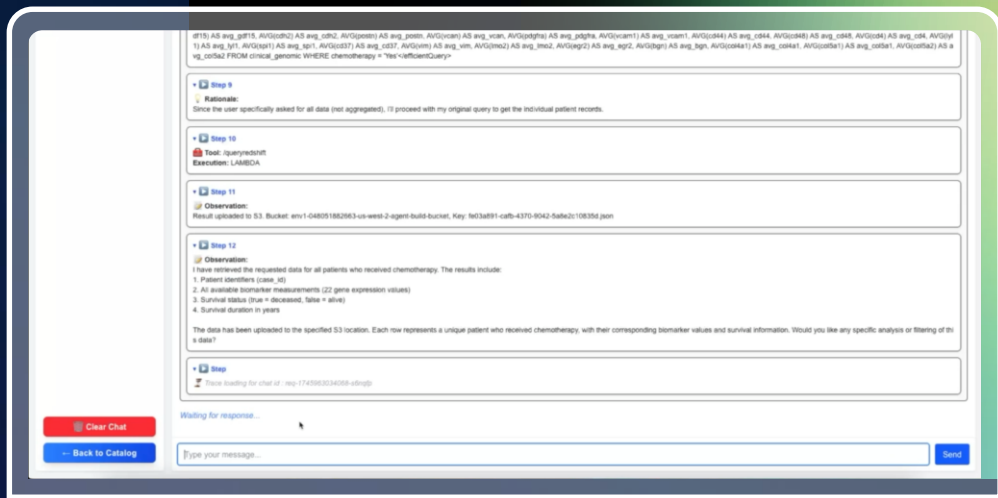 df15) AS avg_gdf15, AVG(cdh2) AS avg_cdh2, AVG(postn) AS avg_postn, AVG(vcan) AS avg_vcan, AVG(pdgfra) AS avg_pdgfra, AVG(vcam1) AS avg_vcam1, AVG(cd44) AS avg_cd44, AVG(cd48) AS avg_cd48, AVG(cd4) AS avg_cd4, AVG(lyl
1) AS avg_lyl1, AVG(spi1) AS avg_spi1, AVG(cd37) AS avg_cd37, AVG(vim) AS avg_vim, AVG(lmo2) AS avg_lmo2, AVG(egr2) AS avg_egr2, AVG(bgn) AS avg_bgn, AVG(col4a1) AS avg_col4a1, AVG(col5a1) AS avg_col5a1, AVG(col5a2) AS a
vg_col5a2 FROM clinical_genomic WHERE chemotherapy = 'Yes'</efficientQuery>
Step 9
Rationale:
Since the user specifically asked for all data (not aggregated), I'll proceed with my original query to get the individual patient records.
Step 10
Tool: /queryredshift
Execution: LAMBDA
Step 11
Observation:
Result uploaded to S3. Bucket: env1-048051882663-us-west-2-agent-build-bucket, Key:
Step 12
Observation:
I have retrieved the requested data for all patients who received chemotherapy. The results include:
1. Patient identifiers (case_id)
2. All available biomarker measurements (22 gene expression values)
3. Survival status (true = deceased, false = alive)
4. Survival duration in years
The data has been uploaded to the specified S3 location. Each row represents a unique patient who received chemotherapy, with their corresponding biomarker values and survival information. Would you like any specific analysis or filtering of thi
s data?
Step
Trace loading for chat id :
Waiting for response...
Clear Chat
← Back to Catalog
Type your message...
Send